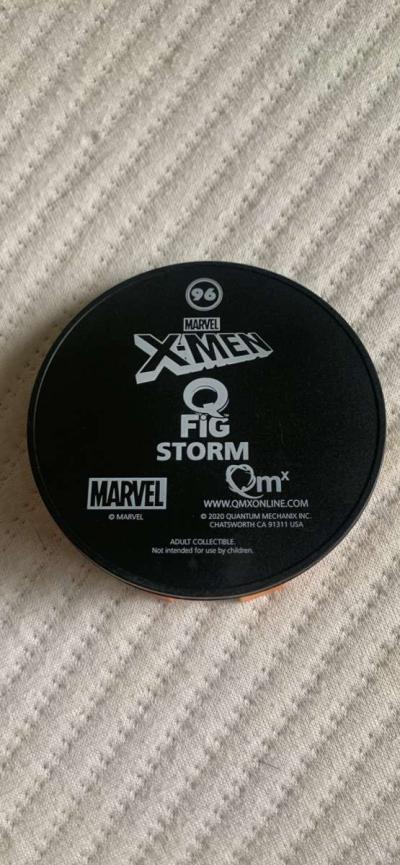 96
MARVEL
X-MEN
Q
FiG
STORM
MARVEL
© MARVEL
Qmx
WWW.QMXONLINE.COM
© 2020 QUANTUM MECHANIX INC.
CHATSWORTH CA 91311 USA
ADULT COLLECTIBLE.
Not intended for use by children.